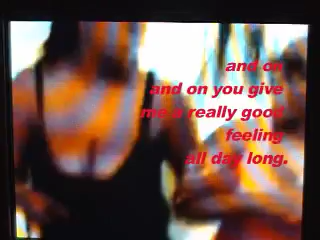 and on
and on you give
me a really good
feeling
all day long.